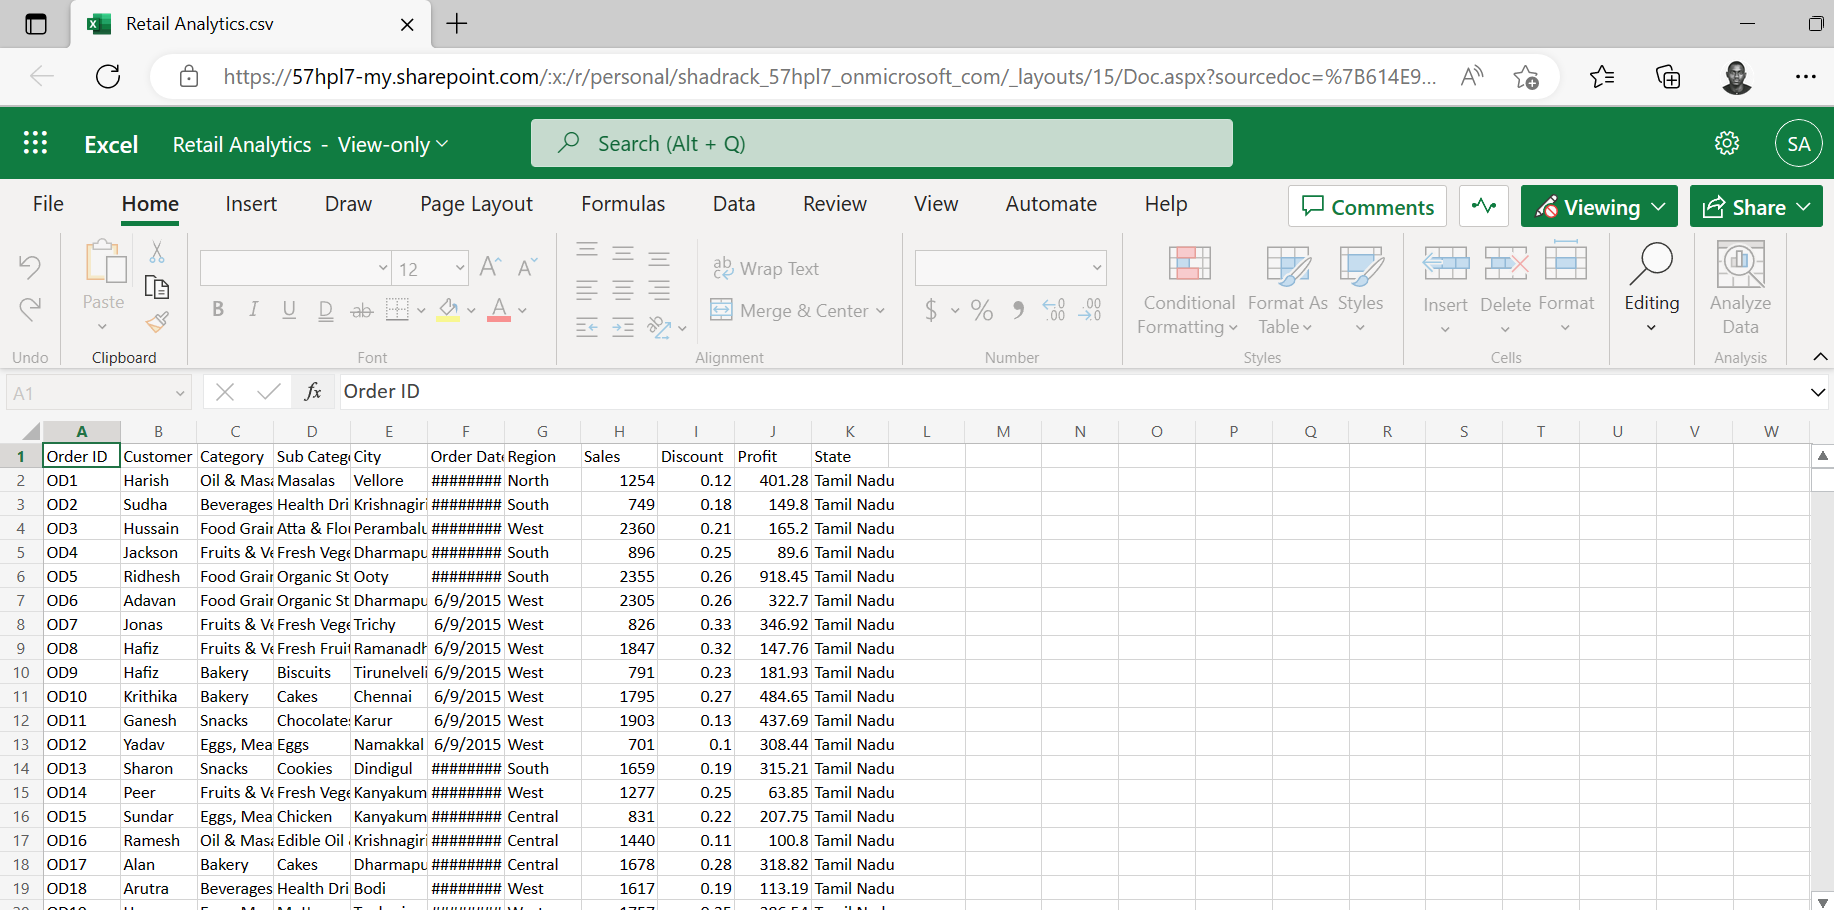 Retail Analytics.csv
https://57hpl7-my.sharepoint.com/:x:/r/personal/shadrack_57hpl7_onmicrosoft_com/_layouts/15/Doc.aspx?sourcedoc=%7B614E9...
Excel Retail Analytics - View-only Search (Alt + Q) SA
File Home Insert Draw Page Layout Formulas Data Review View Automate Help Comments Viewing Share
Paste 12 A A B I U D ab A ab Wrap Text Merge & Center $ % .00 .00 Conditional Formatting Format As Table Styles Insert Delete Format Editing Analyze Data
Undo Clipboard Font Alignment Number Styles Cells Analysis
A1 fx Order ID
A B C D E F G H I J K L M N O P Q R S T U V W
1 Order ID Customer Category Sub Categ City Order Dat Region Sales Discount Profit State
2 OD1 Harish Oil & Masa Masalas Vellore ######## North 1254 0.12 401.28 Tamil Nadu
3 OD2 Sudha Beverages Health Dri Krishnagiri ######## South 749 0.18 149.8 Tamil Nadu
4 OD3 Hussain Food Grain Atta & Flou Perambalu ######## West 2360 0.21 165.2 Tamil Nadu
5 OD4 Jackson Fruits & Ve Fresh Vege Dharmapu ######## South 896 0.25 89.6 Tamil Nadu
6 OD5 Ridhesh Food Grain Organic St Ooty ######## South 2355 0.26 918.45 Tamil Nadu
7 OD6 Adavan Food Grain Organic St Dharmapu 6/9/2015 West 2305 0.26 322.7 Tamil Nadu
8 OD7 Jonas Fruits & Ve Fresh Vege Trichy 6/9/2015 West 826 0.33 346.92 Tamil Nadu
9 OD8 Hafiz Fruits & Ve Fresh Fruit Ramanadh 6/9/2015 West 1847 0.32 147.76 Tamil Nadu
10 OD9 Hafiz Bakery Biscuits Tirunelveli 6/9/2015 West 791 0.23 181.93 Tamil Nadu
11 OD10 Krithika Bakery Cakes Chennai 6/9/2015 West 1795 0.27 484.65 Tamil Nadu
12 OD11 Ganesh Snacks Chocolate Karur 6/9/2015 West 1903 0.13 437.69 Tamil Nadu
13 OD12 Yadav Eggs, Mea Eggs Namakkal 6/9/2015 West 701 0.1 308.44 Tamil Nadu
14 OD13 Sharon Snacks Cookies Dindigul ######## South 1659 0.19 315.21 Tamil Nadu
15 OD14 Peer Fruits & Ve Fresh Vege Kanyakum ######## West 1277 0.25 63.85 Tamil Nadu
16 OD15 Sundar Eggs, Mea Chicken Kanyakum ######## Central 831 0.22 207.75 Tamil Nadu
17 OD16 Ramesh Oil & Masa Edible Oil Krishnagiri ######## Central 1440 0.11 100.8 Tamil Nadu
18 OD17 Alan Bakery Cakes Dharmapu ######## Central 1678 0.28 318.82 Tamil Nadu
19 OD18 Arutra Beverages Health Dri Bodi ######## West 1617 0.19 113.19 Tamil Nadu